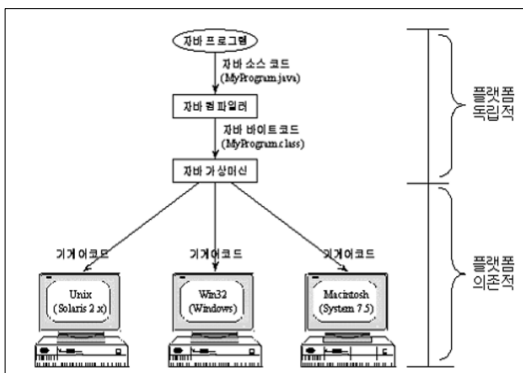 자바 프로그램
자바 소스 코드
(MyProgram.java)
자바 컴파일러
자바 바이트코드
(MyProgram.class)
자바 가상머신
기계어코드
기계어코드
기계어코드
Unix
(Solaris 2.x)
Win32
(Windows)
Macintosh
(System 7.5)
플랫폼
독립적
플랫폼
의존적